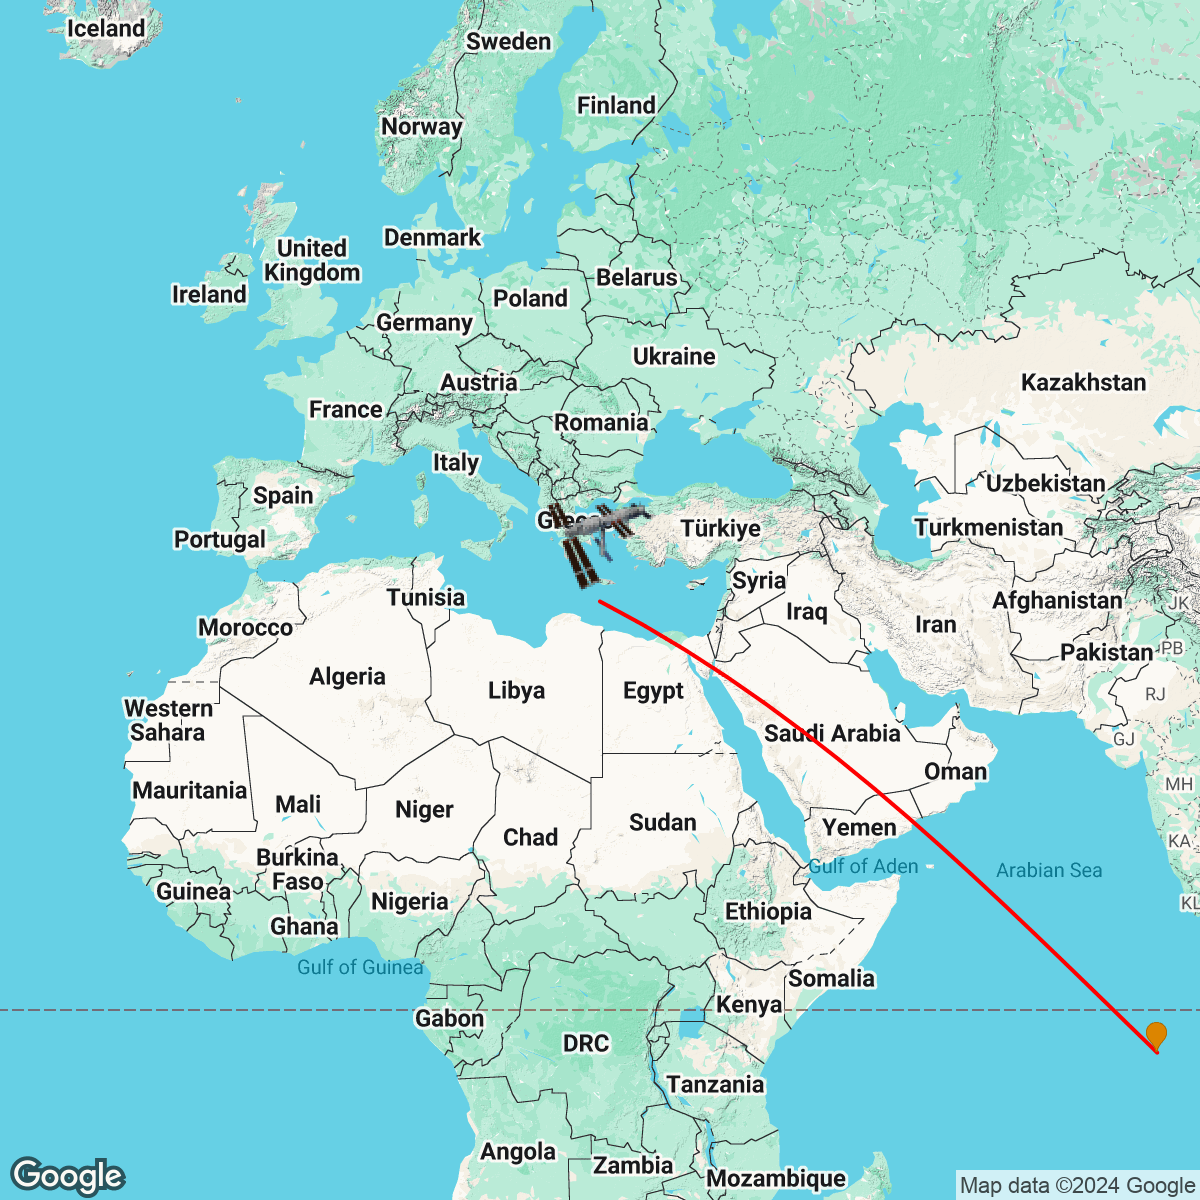 Iceland
Sweden
Finland
Norway
Denmark
United
Kingdom
Ireland
Belarus
Poland
Germany
Ukraine
Austria
Kazakhstan
France
Romania
Italy
Uzbekistan
Spain
Greece
Türkiye
Turkmenistan
Portugal
Syria
Tunisia
Afghanistan
JK
Iraq
Iran
Morocco
PB
Pakistan
Algeria
Libya
Egypt
RJ
Western
Sahara
Saudi Arabia
GJ
Oman
MH
Mauritania
Mali
Niger
Sudan
Yemen
Chad
KA
Burkina
Faso
Gulf of Aden
Arabian Sea
Guinea
Nigeria
KL
Ethiopia
Ghana
Gulf of Guinea
Somalia
Kenya
Gabon
DRC
Tanzania
Angola
Zambia
Mozambique
Google
Map data ©2024 Google